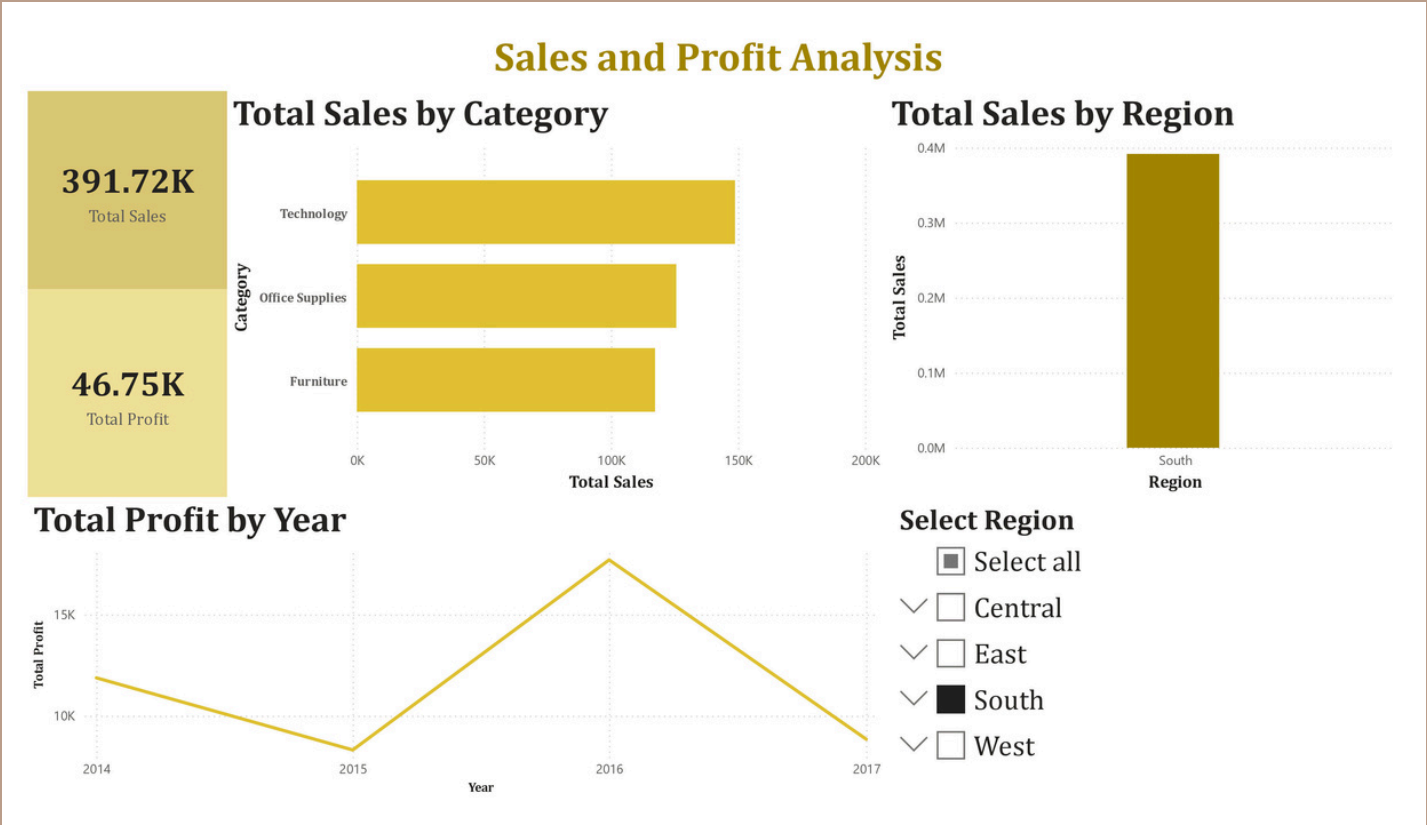 Sales and Profit Analysis
391.72K
Total Sales
46.75K
Total Profit
Total Sales by Category
Category
Technology
Office Supplies
Furniture
0K 50K 100K 150K 200K
Total Sales
Total Sales by Region
Total Sales
0.4M
0.3M
0.2M
0.1M
0.0M
South
Region
Total Profit by Year
Total Profit
15K
10K
2014 2015 2016 2017
Year
Select Region
Select all
Central
East
South
West